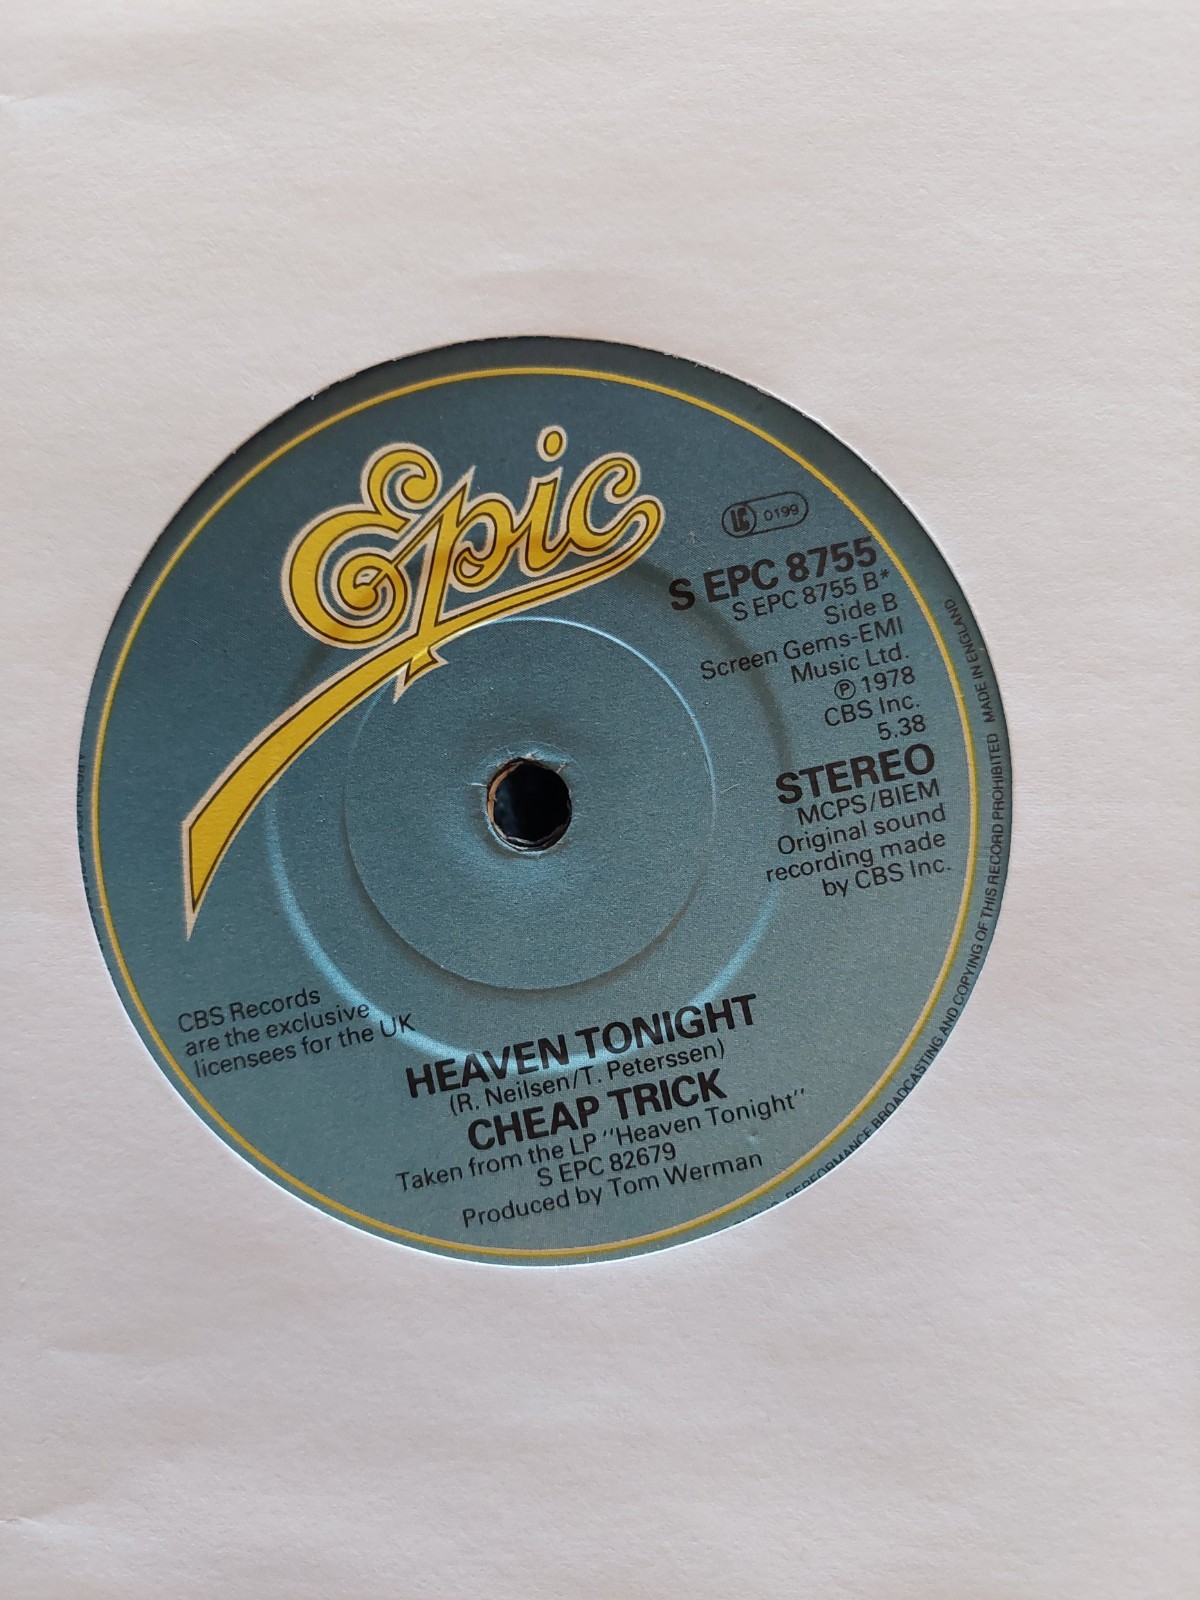 Epic
LC 0199
S EPC 8755
S EPC 8755 B*
Side B
Screen Gems-EMI
Music Ltd.
℗ 1978
CBS Inc.
5.38
STEREO
MCPS/BIEM
Original sound
recording made
by CBS Inc.
CBS Records
are the exclusive
licensees for the UK
HEAVEN TONIGHT
(R. Neilsen/T. Peterssen)
CHEAP TRICK
Taken from the LP "Heaven Tonight"
S EPC 82679
Produced by Tom Werman
PERFORMANCE BROADCASTING AND COPYING OF THIS RECORD PROHIBITED MADE IN ENGLAND